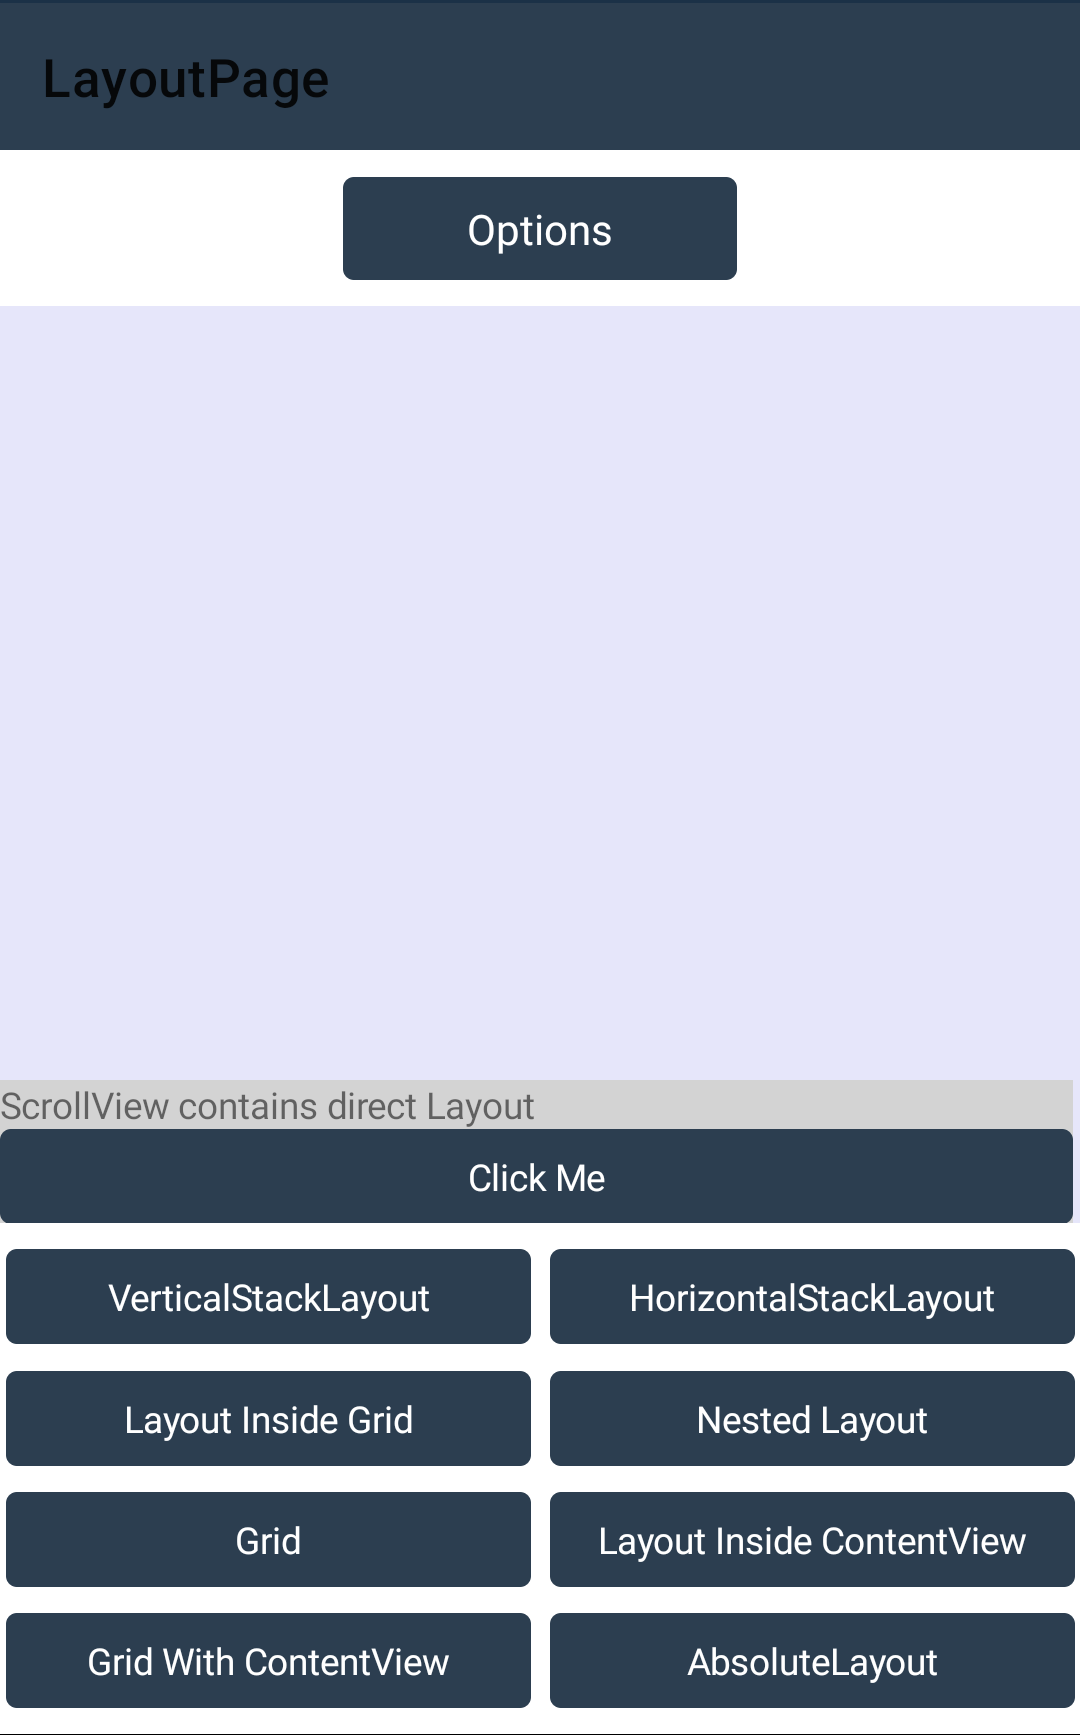 LayoutPage
Options
ScrollView contains direct Layout
Click Me
VerticalStackLayout
HorizontalStackLayout
Layout Inside Grid
Nested Layout
Grid
Layout Inside ContentView
Grid With ContentView
AbsoluteLayout